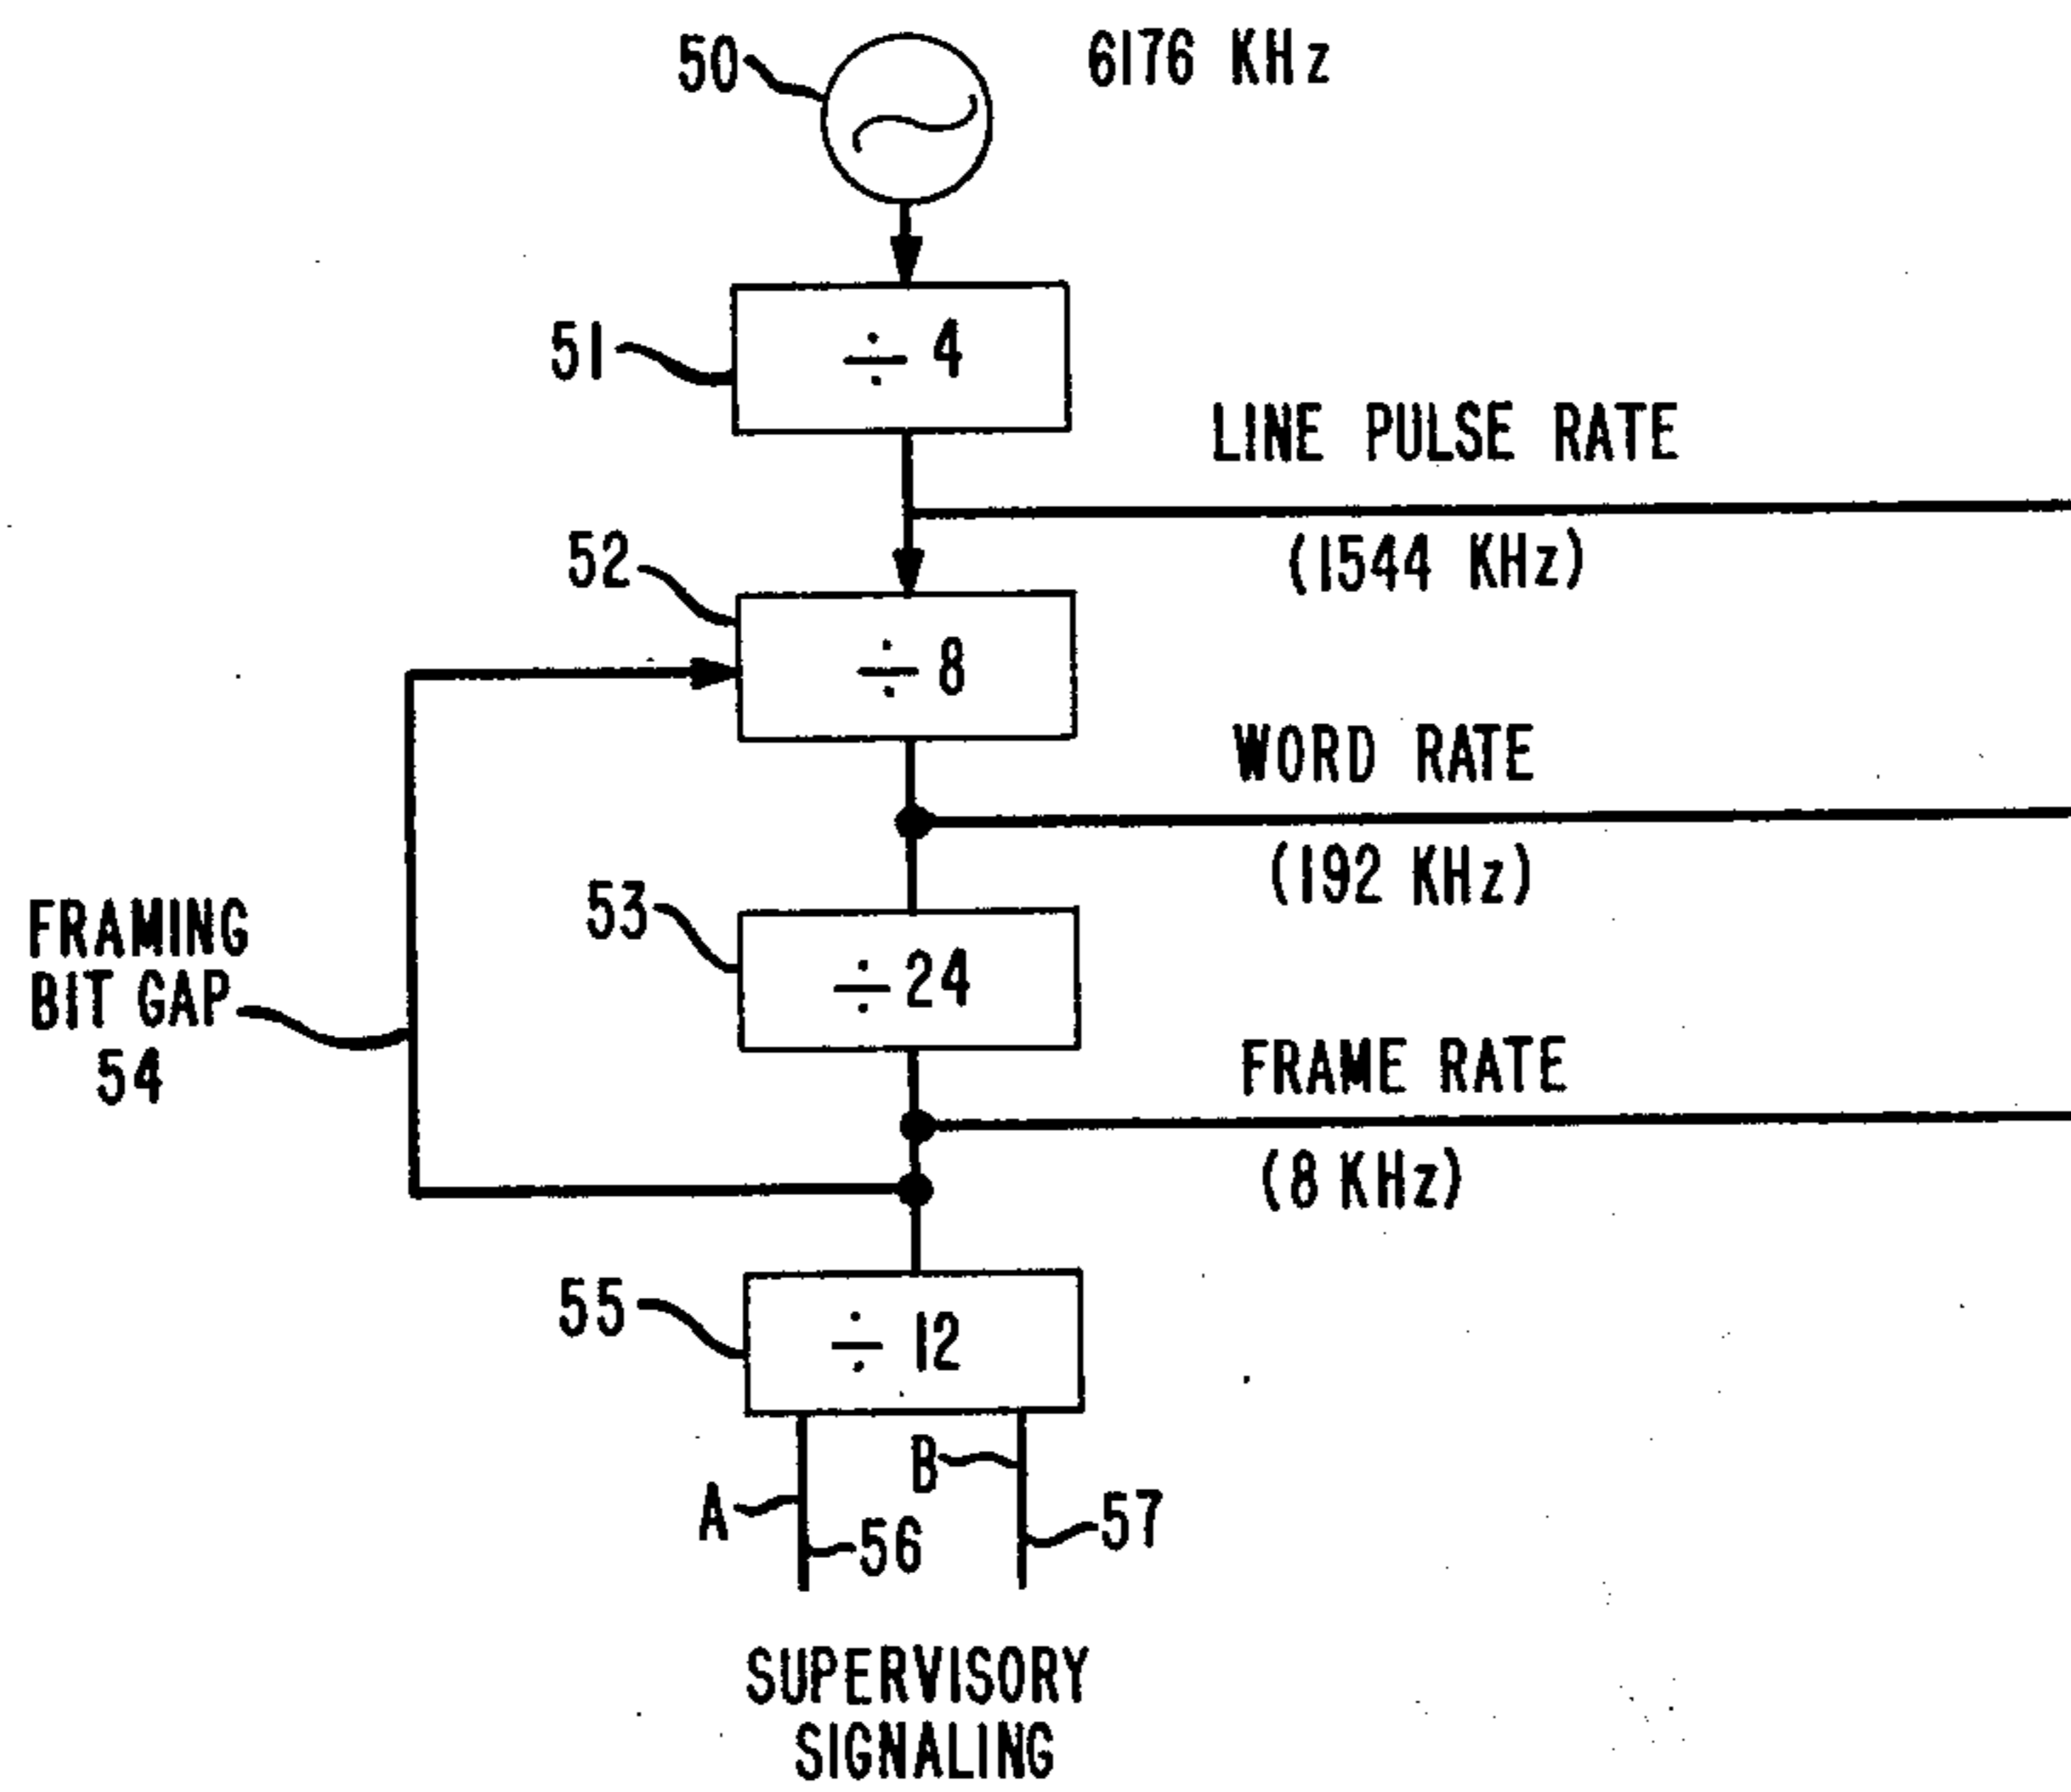 50
6176 KHz
51
÷ 4
LINE PULSE RATE
(1544 KHz)
52
÷ 8
WORD RATE
(192 KHz)
53
÷ 24
FRAMING
BIT GAP
54
FRAME RATE
(8 KHz)
55
÷ 12
A
56
B
57
SUPERVISORY
SIGNALING